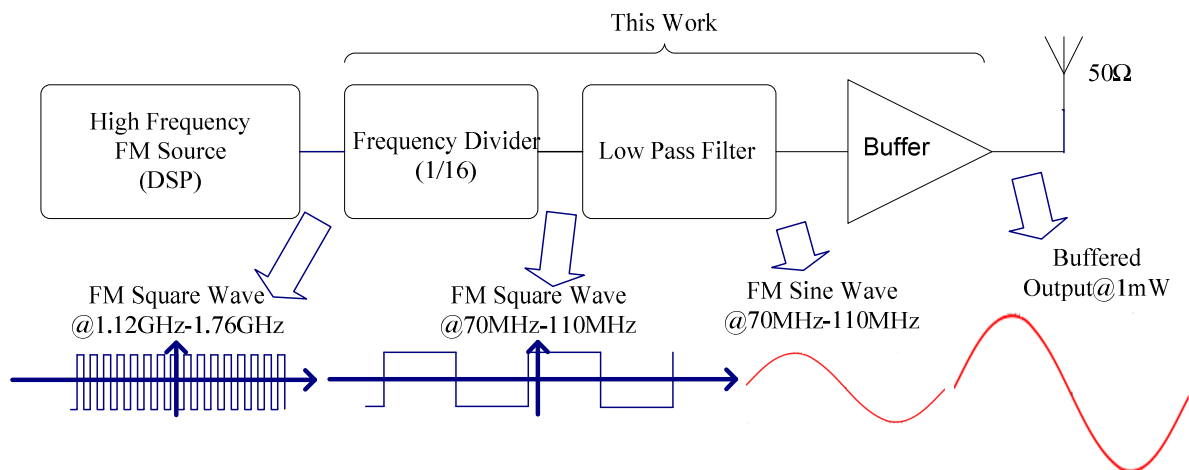 This Work
50Ω
High Frequency
FM Source
(DSP)
Frequency Divider
(1/16)
Low Pass Filter
Buffer
FM Square Wave
@1.12GHz-1.76GHz
FM Square Wave
@70MHz-110MHz
FM Sine Wave
@70MHz-110MHz
Buffered
Output@1mW